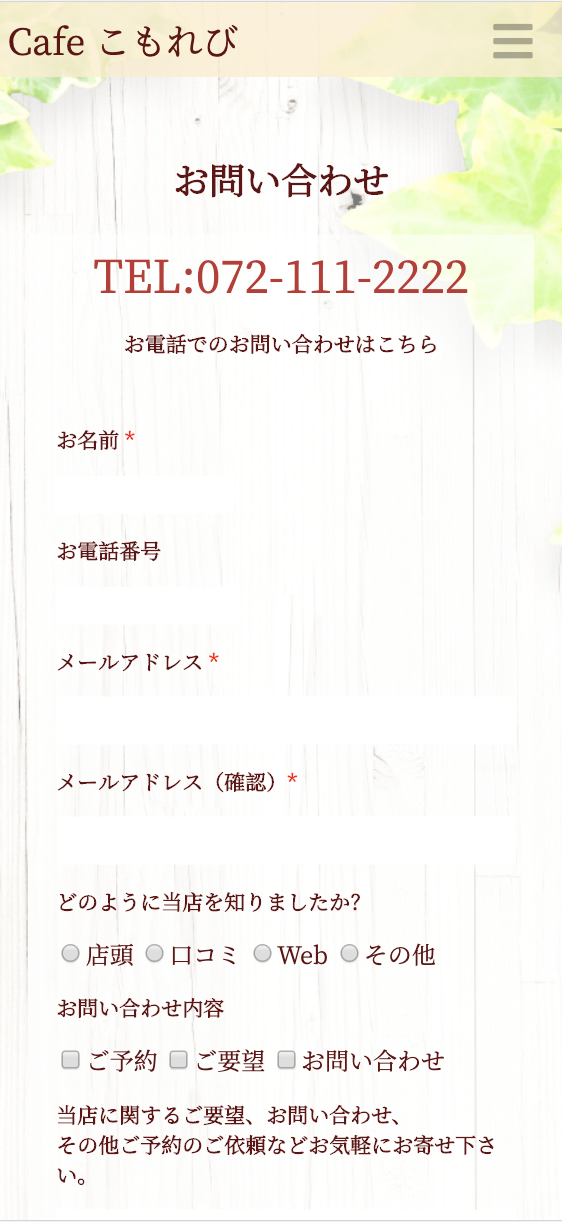 Cafe こもれび
お問い合わせ
TEL:072-111-2222
お電話でのお問い合わせはこちら
お名前 *
お電話番号
メールアドレス *
メールアドレス（確認）*
どのように当店を知りましたか?
店頭 口コミ Web その他
お問い合わせ内容
ご予約 ご要望 お問い合わせ
当店に関するご要望、お問い合わせ、
その他ご予約のご依頼などお気軽にお寄せ下さ
い。